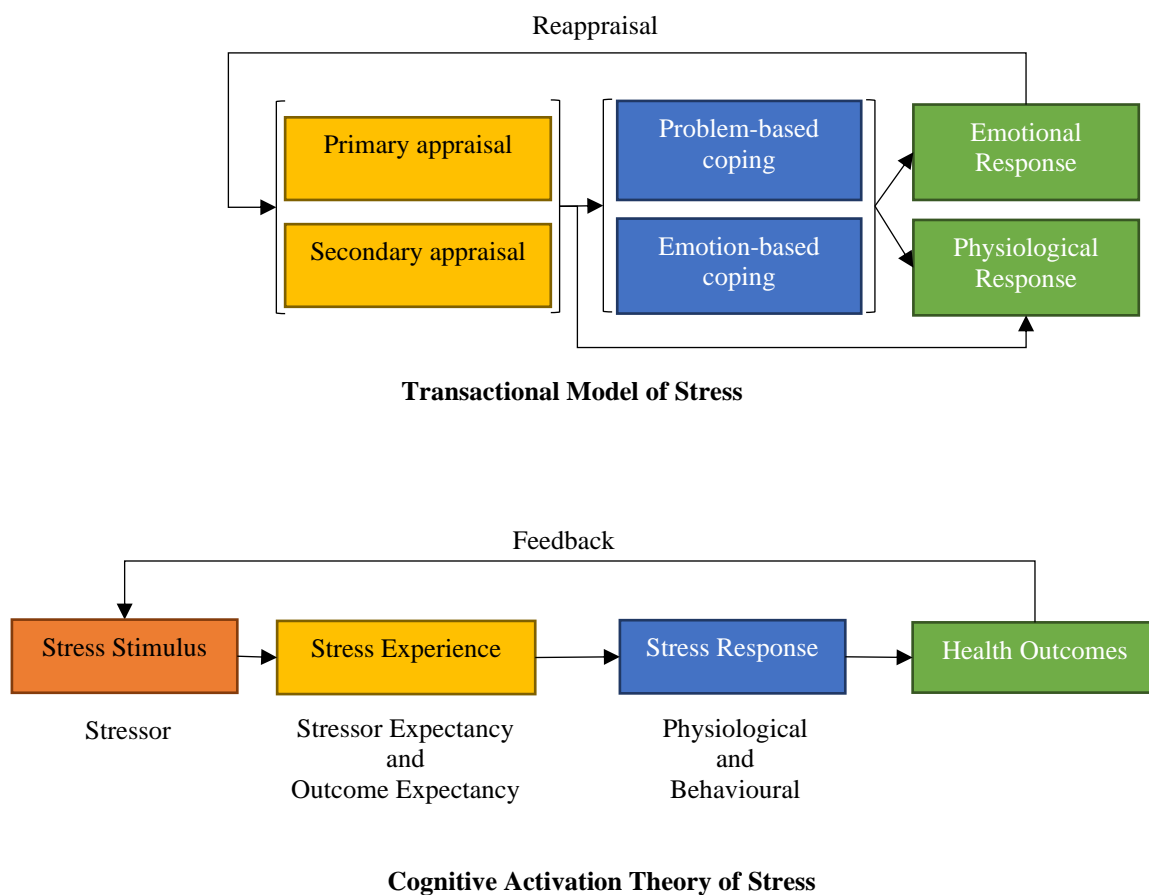 Reappraisal
Primary appraisal
Secondary appraisal
Problem-based
coping
Emotion-based
coping
Emotional
Response
Physiological
Response
Transactional Model of Stress
Feedback
Stress Stimulus
Stress Experience
Stress Response
Health Outcomes
Stressor
Stressor Expectancy
and
Outcome Expectancy
Physiological
and
Behavioural
Cognitive Activation Theory of Stress